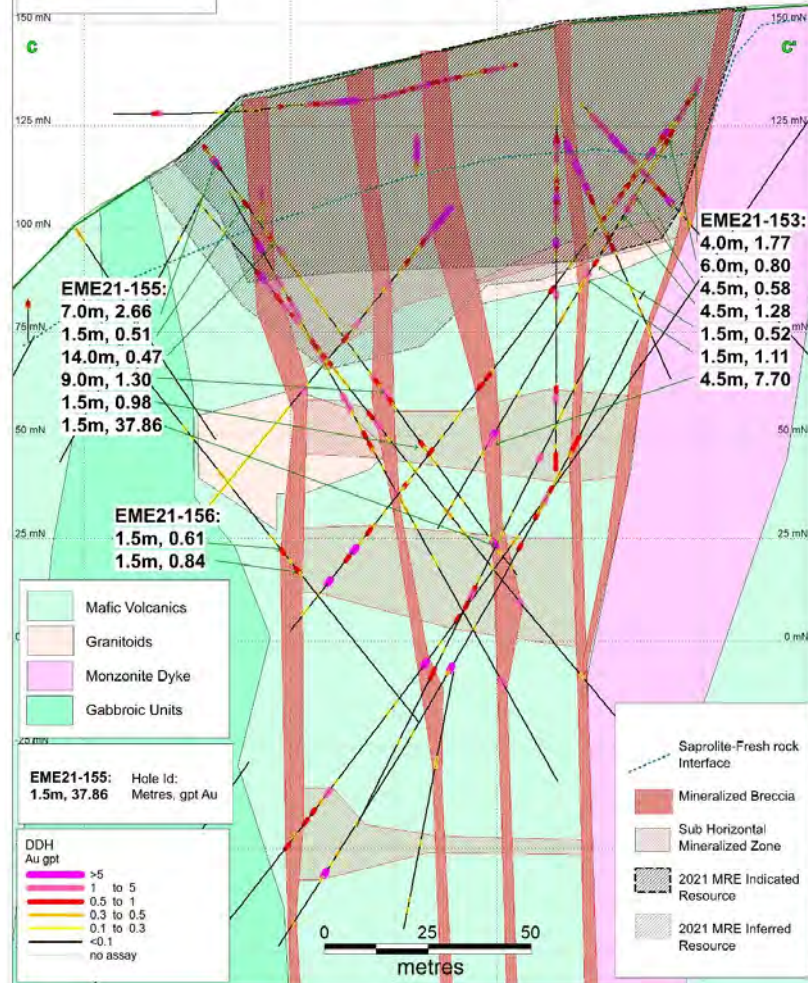 150 mN
150 mN
C
C'
125 mN
125 mN
100 mN
100 mN
EME21-153:
4.0m, 1.77
6.0m, 0.80
4.5m, 0.58
4.5m, 1.28
1.5m, 0.52
1.5m, 1.11
4.5m, 7.70
EME21-155:
7.0m, 2.66
1.5m, 0.51
14.0m, 0.47
9.0m, 1.30
1.5m, 0.98
1.5m, 37.86
75 mN
75 mN
50 mN
50 mN
EME21-156:
1.5m, 0.61
1.5m, 0.84
25 mN
25 mN
Mafic Volcanics
Granitoids
Monzonite Dyke
Gabbroic Units
0 mN
-25 mN
EME21-155:
1.5m, 37.86
Hole Id:
Metres, gpt Au
DDH
Au gpt
>5
1 to 5
0.5 to 1
0.3 to 0.5
0.1 to 0.3
<0.1
no assay
0 25 50
metres
Saprolite-Fresh rock
Interface
Mineralized Breccia
Sub Horizontal
Mineralized Zone
2021 MRE Indicated
Resource
2021 MRE Inferred
Resource